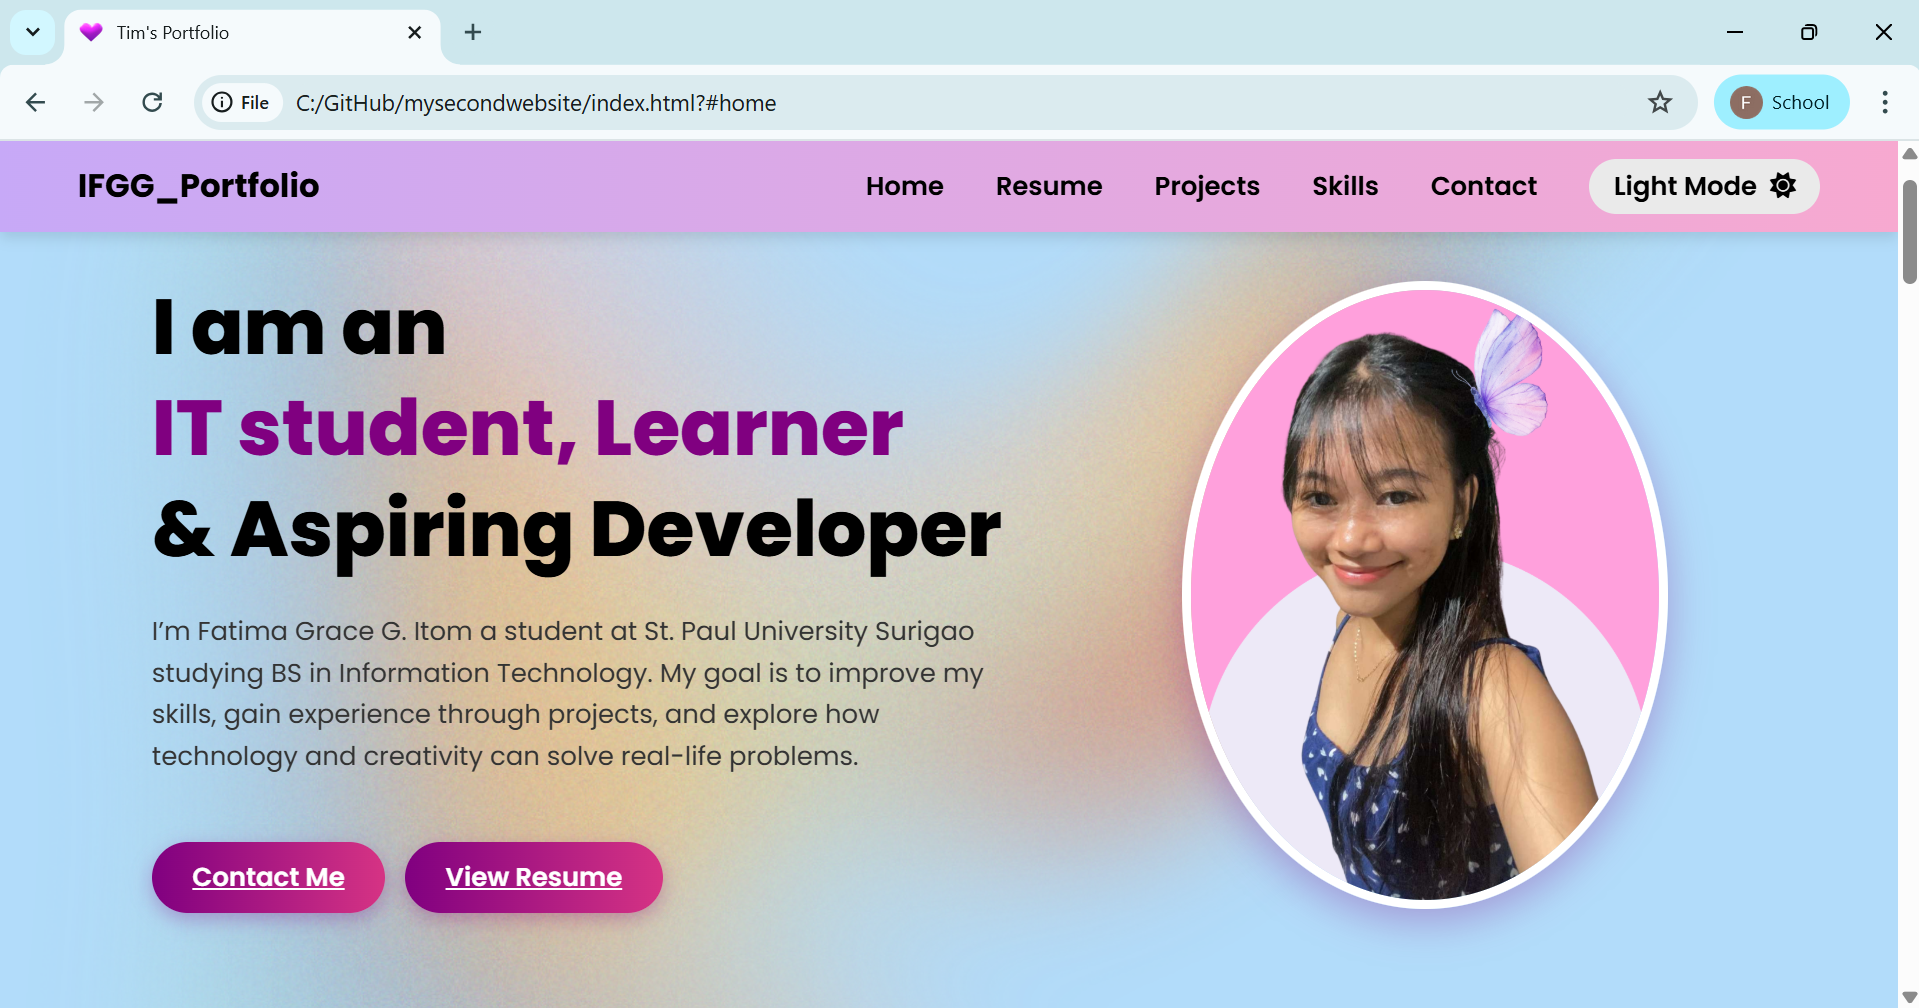 Tim's Portfolio
File
C:/GitHub/mysecondwebsite/index.html?#home
F
School
IFGG_Portfolio
Home
Resume
Projects
Skills
Contact
Light Mode
I am an
IT student, Learner
& Aspiring Developer
I’m Fatima Grace G. Itom a student at St. Paul University Surigao
studying BS in Information Technology. My goal is to improve my
skills, gain experience through projects, and explore how
technology and creativity can solve real-life problems.
Contact Me
View Resume